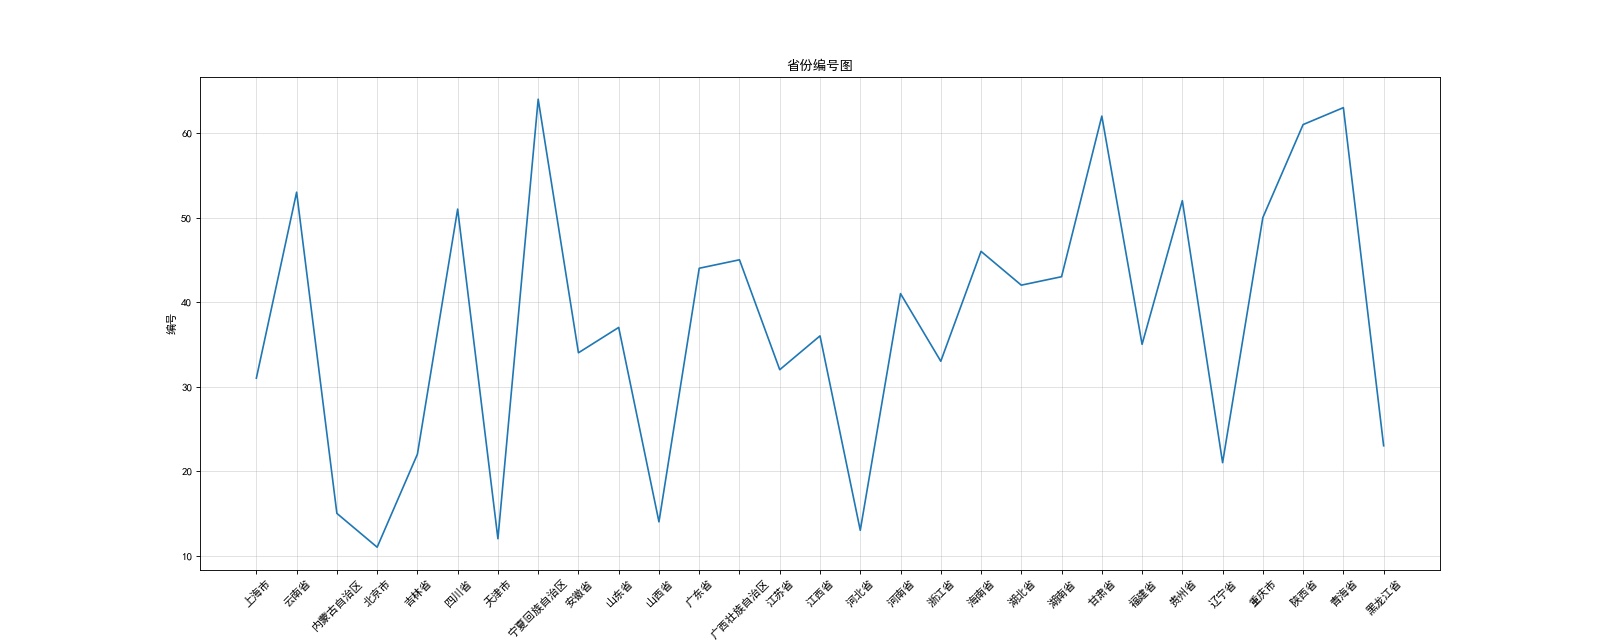 省份编号图
编号
60
50
40
30
20
10
上海市
云南省
内蒙古自治区
北京市
吉林省
四川省
天津市
宁夏回族自治区
安徽省
山东省
山西省
广东省
广西壮族自治区
江苏省
江西省
河北省
河南省
浙江省
海南省
湖北省
湖南省
甘肃省
福建省
贵州省
辽宁省
重庆市
陕西省
青海省
黑龙江省